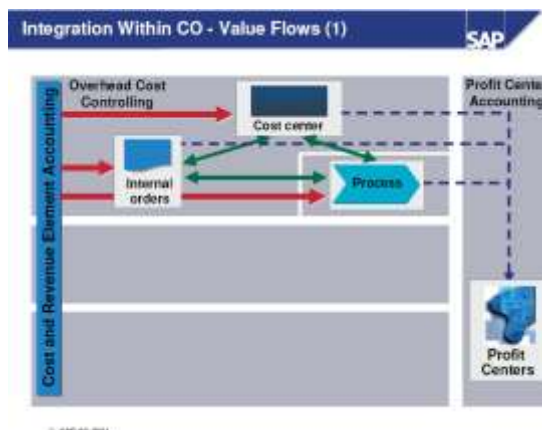 Integration Within CO - Value Flows (1)
SAP
Cost and Revenue Element Accounting
Overhead Cost
Controlling
Cost center
Internal
orders
Process
Profit Cente
Accounting
Profit
Centers